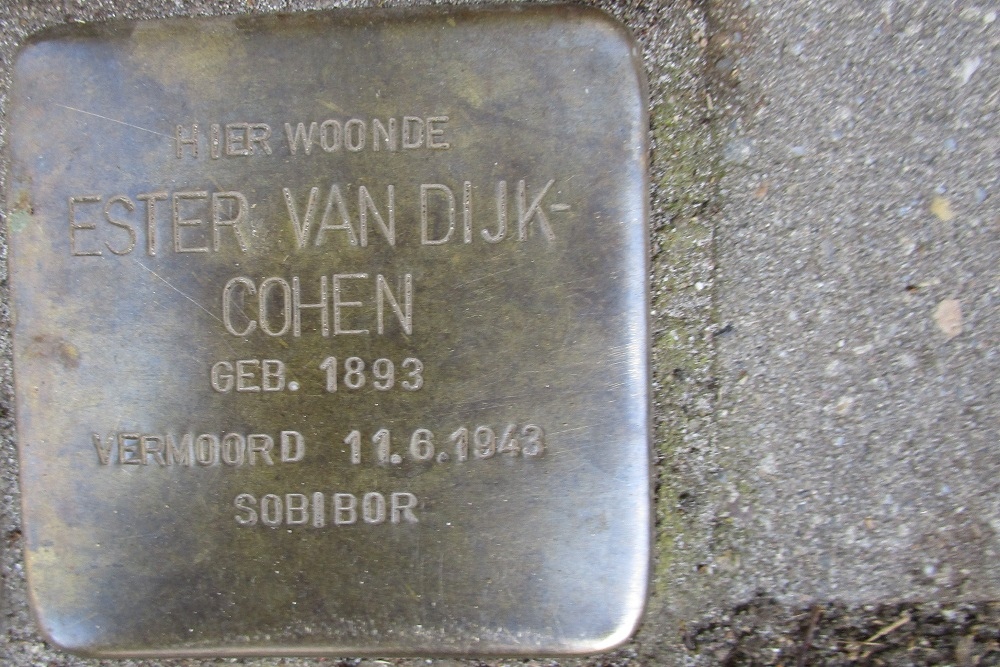 HIER WOONDE
ESTER VAN DIJK-
COHEN
GEB. 1893
VERMOORD 11.6.1943
SOBIBOR